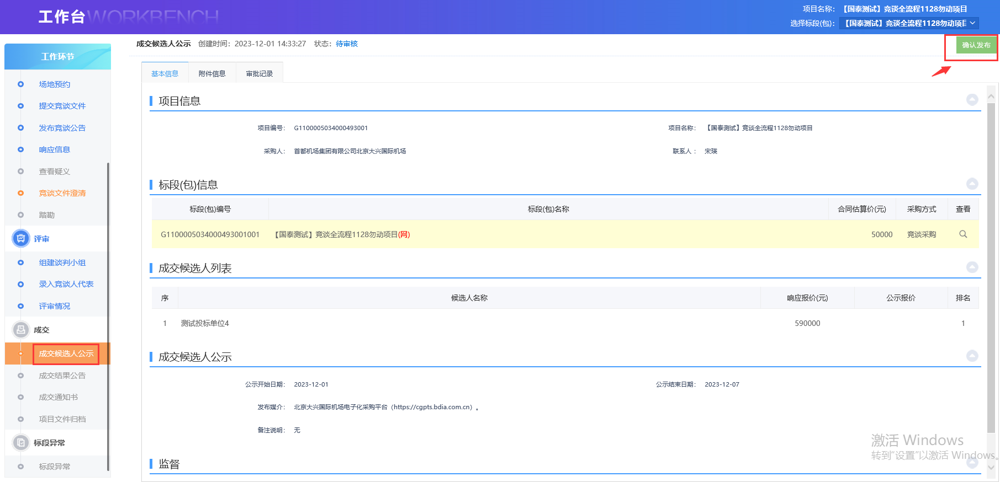 工作台WORKBENCH
项目名称： 【国泰测试】竞谈全流程1128勿动项目
选择标段(包)： 【国泰测试】竞谈全流程1128勿动项目
成交候选人公示 创建时间：2023-12-01 14:33:27 状态：待审核
确认发布
工作环节
场地预约
提交竞谈文件
发布竞谈公告
响应信息
查看疑义
竞谈文件澄清
踏勘
评审
组建谈判小组
录入竞谈人代表
评审情况
成交
成交候选人公示
成交结果公告
成交通知书
项目文件归档
标段异常
标段异常
基本信息 附件信息 审批记录
项目信息
项目编号： G1100005034000493001 项目名称： 【国泰测试】竞谈全流程1128勿动项目
采购人： 首都机场集团有限公司北京大兴国际机场 联系人： 宋瑛
标段(包)信息
标段(包)编号 标段(包)名称 合同估算价(元) 采购方式 查看
G1100005034000493001001 【国泰测试】竞谈全流程1128勿动项目(网) 50000 竞谈采购
成交候选人列表
序 候选人名称 响应报价(元) 公示报价 排名
1 测试投标单位4 590000 1
成交候选人公示
公示开始日期： 2023-12-01 公示结束日期： 2023-12-07
发布媒介： 北京大兴国际机场电子化采购平台（https://cgpts.bdia.com.cn）。
备注说明： 无
监督
激活 Windows
转到“设置”以激活 Windows。